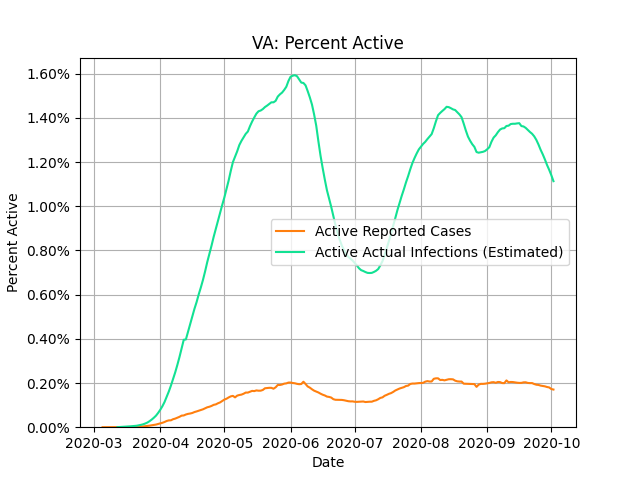 VA: Percent Active
1.60%
1.40%
1.20%
1.00%
0.80%
0.60%
0.40%
0.20%
0.00%
Percent Active
Active Reported Cases
Active Actual Infections (Estimated)
2020-03 2020-04 2020-05 2020-06 2020-07 2020-08 2020-09 2020-10
Date